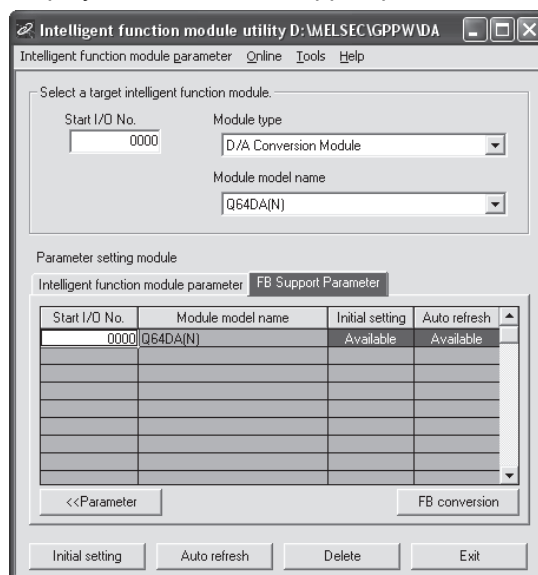 Intelligent function module utility D:\MELSEC\GPPW\DA
Intelligent function module parameter Online Tools Help
Select a target intelligent function module.
Start I/O No. Module type
0000 D/A Conversion Module
Module model name
Q64DA(N)
Parameter setting module
Intelligent function module parameter FB Support Parameter
Start I/O No. Module model name Initial setting Auto refresh
0000 Q64DA(N) Available Available
<<Parameter FB conversion
Initial setting Auto refresh Delete Exit